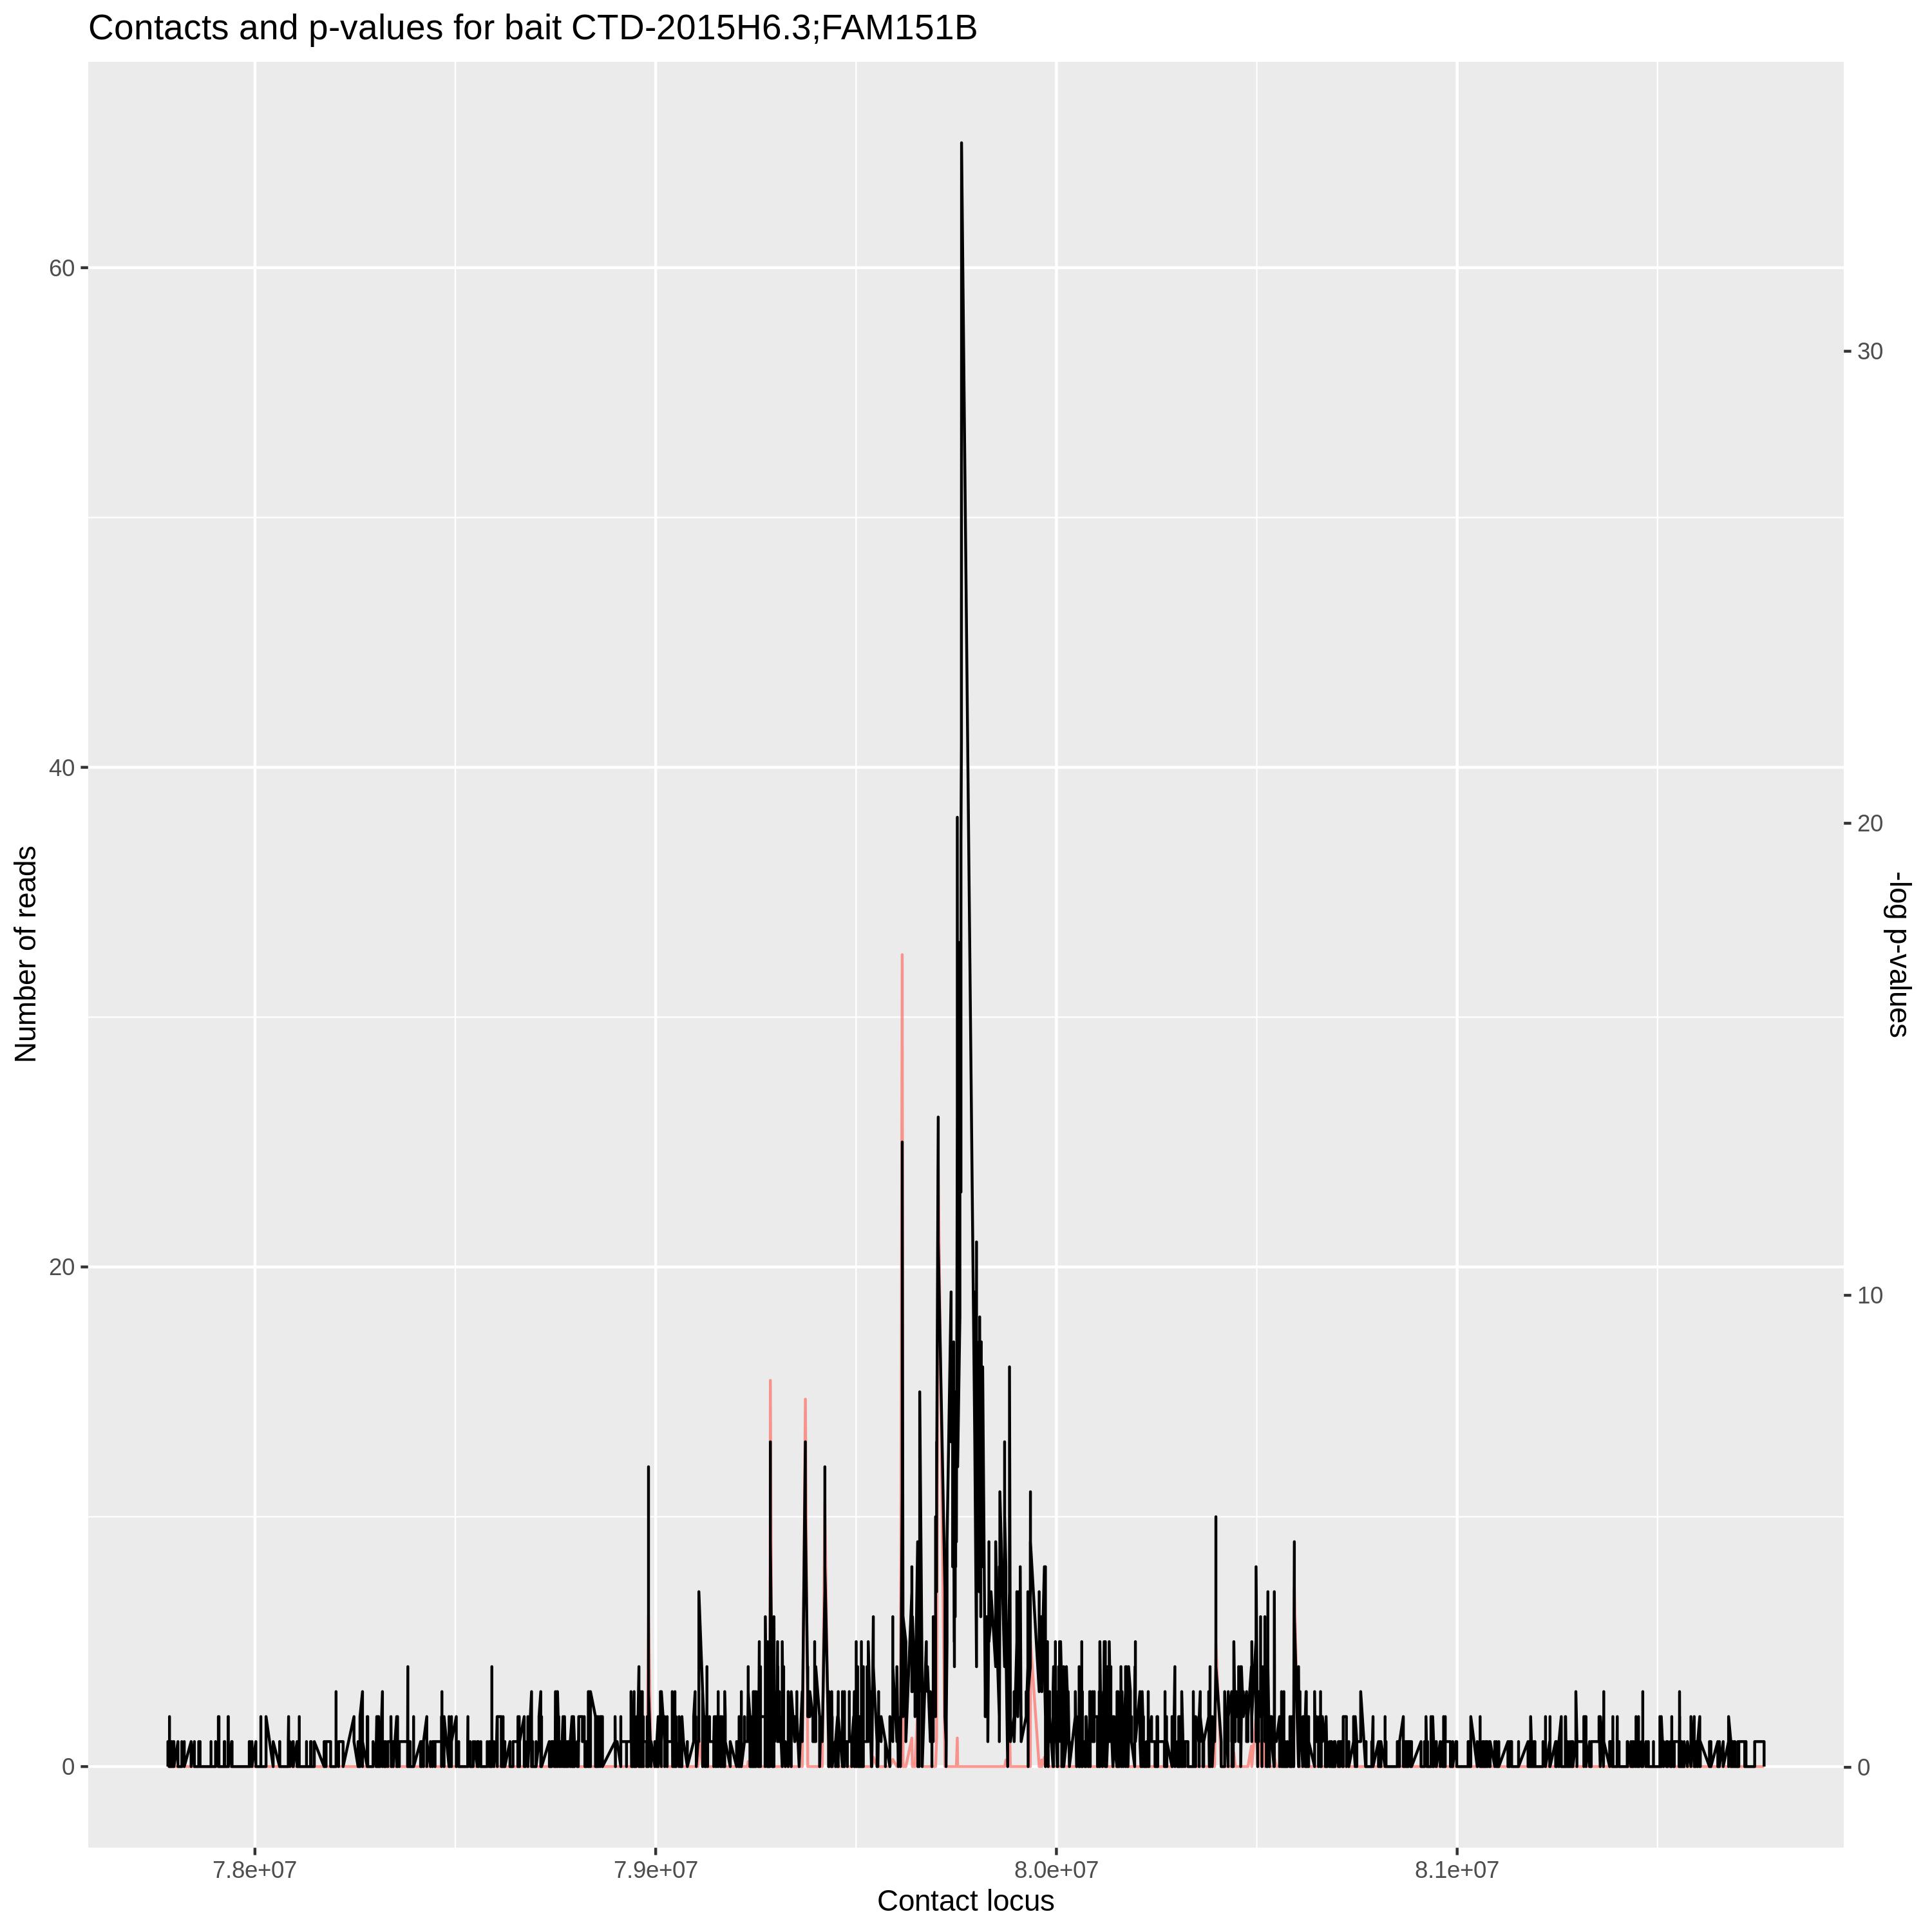 Contacts and p-values for bait CTD-2015H6.3;FAM151B
60
40
20
0
Number of reads
30
20
10
0
-log p-values
7.8e+07 7.9e+07 8.0e+07 8.1e+07
Contact locus